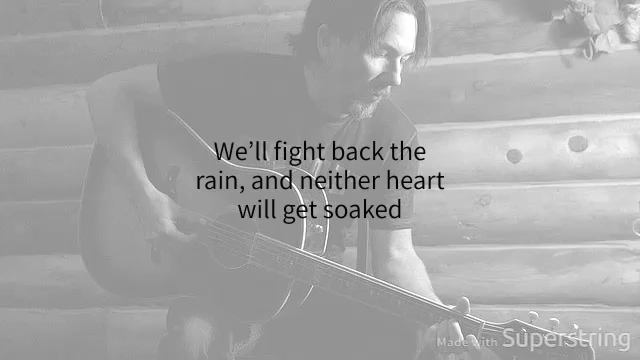 We’ll fight back the
rain, and neither heart
will get soaked
Made with Superstring